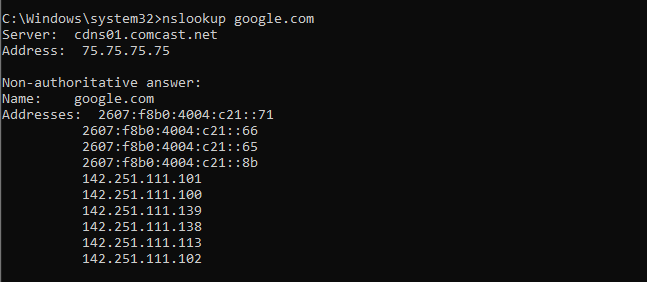 C:\Windows\system32>nslookup google.com
Server:  cdns01.comcast.net
Address:  75.75.75.75

Non-authoritative answer:
Name:    google.com
Addresses:  2607:f8b0:4004:c21::71
          2607:f8b0:4004:c21::66
          2607:f8b0:4004:c21::65
          2607:f8b0:4004:c21::8b
          142.251.111.101
          142.251.111.100
          142.251.111.139
          142.251.111.138
          142.251.111.113
          142.251.111.102